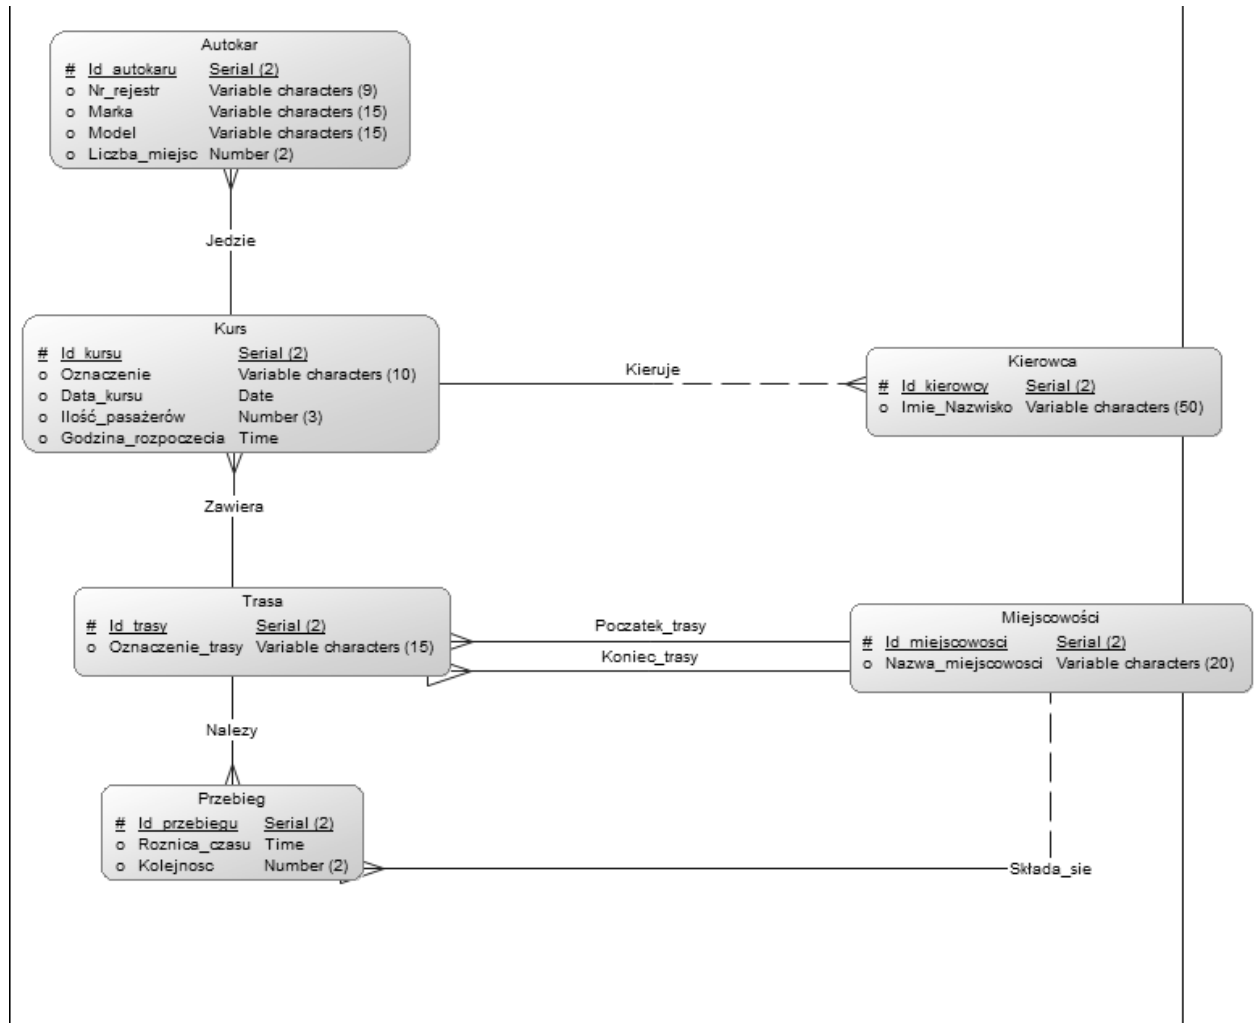 Autokar
# Id_autokaru Serial (2)
o Nr_rejestr Variable characters (9)
o Marka Variable characters (15)
o Model Variable characters (15)
o Liczba_miejsc Number (2)
Jedzie
Kurs
# Id_kursu Serial (2)
o Oznaczenie Variable characters (10)
o Data_kursu Date
o Ilość_pasażerów Number (3)
o Godzina_rozpoczecia Time
Kieruje
Kierowca
# Id_kierowcy Serial (2)
o Imie_Nazwisko Variable characters (50)
Zawiera
Trasa
# Id_trasy Serial (2)
o Oznaczenie_trasy Variable characters (15)
Poczatek_trasy
Koniec_trasy
Miejscowości
# Id_miejscowosci Serial (2)
o Nazwa_miejscowosci Variable characters (20)
Nalezy
Przebieg
# Id_przebiegu Serial (2)
o Roznica_czasu Time
o Kolejnosc Number (2)
Składa_sie